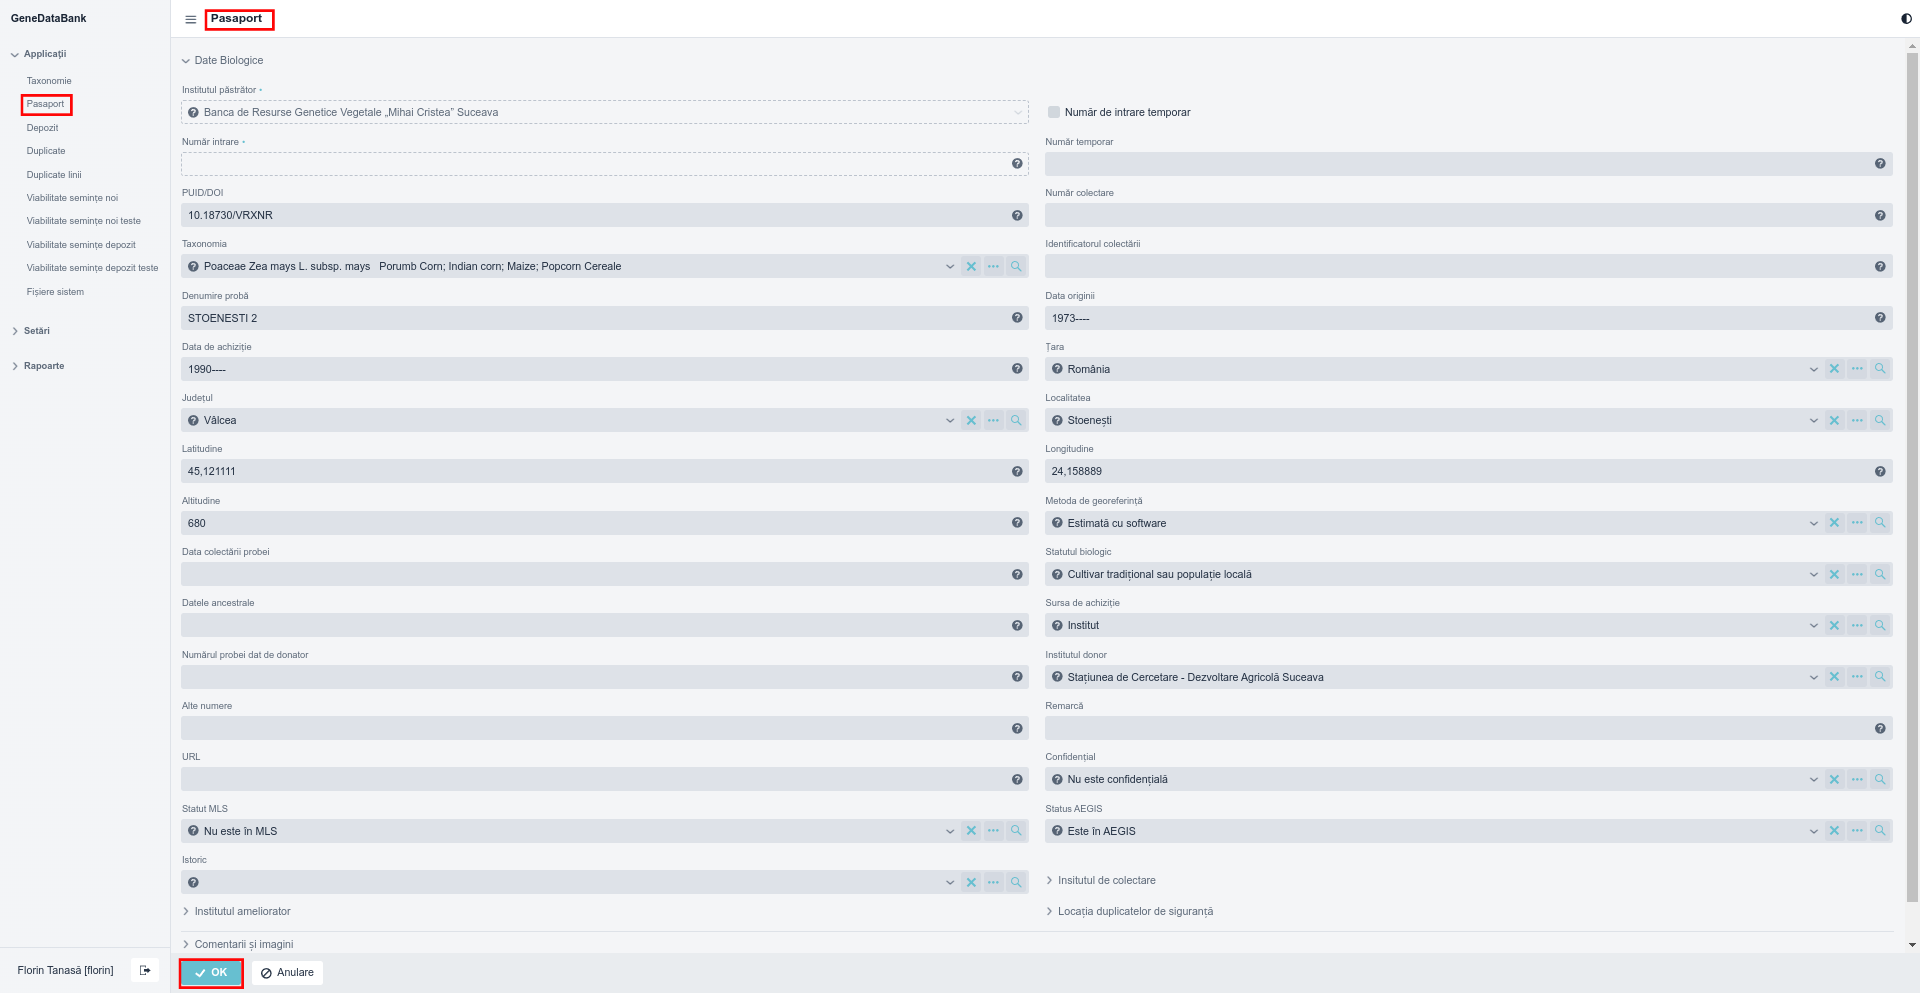 GeneDataBank
Pasaport
Applicații
Taxonomie
Pasaport
Depozit
Duplicate
Duplicate linii
Viabilitate semințe noi
Viabilitate semințe noi teste
Viabilitate semințe depozit
Viabilitate semințe depozit teste
Fișiere sistem
Setări
Rapoarte
Florin Tanasă [florin]
Date Biologice
Institutul păstrător •
Banca de Resurse Genetice Vegetale „Mihai Cristea” Suceava
Număr de intrare temporar
Număr intrare •
Număr temporar
PUID/DOI
10.18730/VRXNR
Număr colectare
Taxonomia
Poaceae Zea mays L. subsp. mays   Porumb Corn; Indian corn; Maize; Popcorn Cereale
Identificatorul colectării
Denumire probă
STOENESTI 2
Data originii
1973----
Data de achiziție
1990----
Țara
România
Județul
Vâlcea
Localitatea
Stoenești
Latitudine
45,121111
Longitudine
24,158889
Altitudine
680
Metoda de georeferință
Estimată cu software
Data colectării probei
Statutul biologic
Cultivar tradițional sau populație locală
Datele ancestrale
Sursa de achiziție
Institut
Numărul probei dat de donator
Institutul donor
Stațiunea de Cercetare - Dezvoltare Agricolă Suceava
Alte numere
Remarcă
URL
Confidențial
Nu este confidențială
Statut MLS
Nu este în MLS
Status AEGIS
Este în AEGIS
Istoric
Insitutul de colectare
Institutul ameliorator
Locația duplicatelor de siguranță
Comentarii și imagini
OK
Anulare